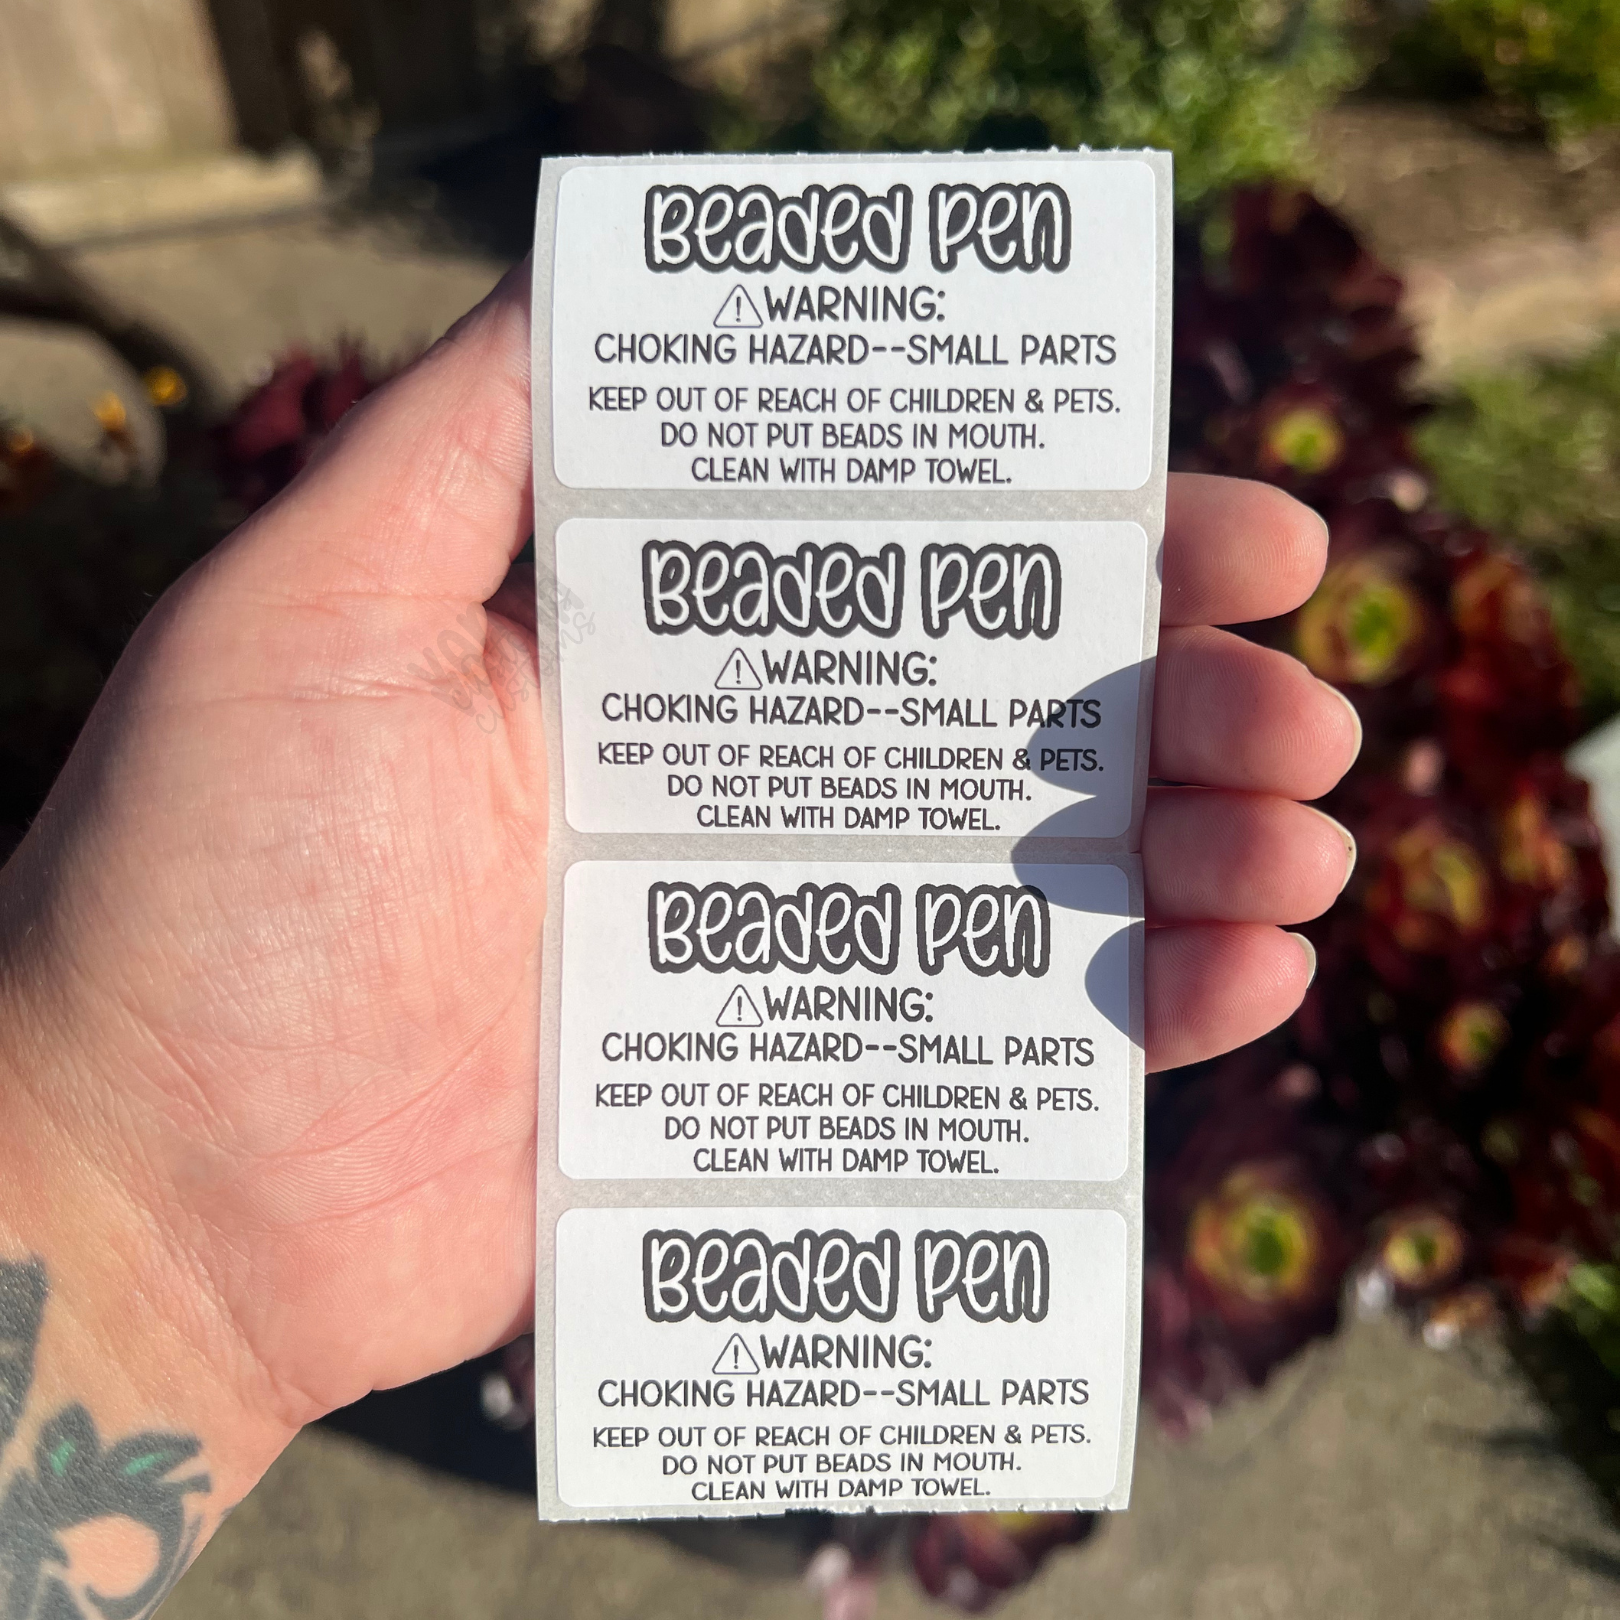 Beaded Pen
⚠WARNING:
CHOKING HAZARD--SMALL PARTS
KEEP OUT OF REACH OF CHILDREN & PETS.
DO NOT PUT BEADS IN MOUTH.
CLEAN WITH DAMP TOWEL.
Beaded Pen
⚠WARNING:
CHOKING HAZARD--SMALL PARTS
KEEP OUT OF REACH OF CHILDREN & PETS.
DO NOT PUT BEADS IN MOUTH.
CLEAN WITH DAMP TOWEL.
Beaded Pen
⚠WARNING:
CHOKING HAZARD--SMALL PARTS
KEEP OUT OF REACH OF CHILDREN & PETS.
DO NOT PUT BEADS IN MOUTH.
CLEAN WITH DAMP TOWEL.
Beaded Pen
⚠WARNING:
CHOKING HAZARD--SMALL PARTS
KEEP OUT OF REACH OF CHILDREN & PETS.
DO NOT PUT BEADS IN MOUTH.
CLEAN WITH DAMP TOWEL.